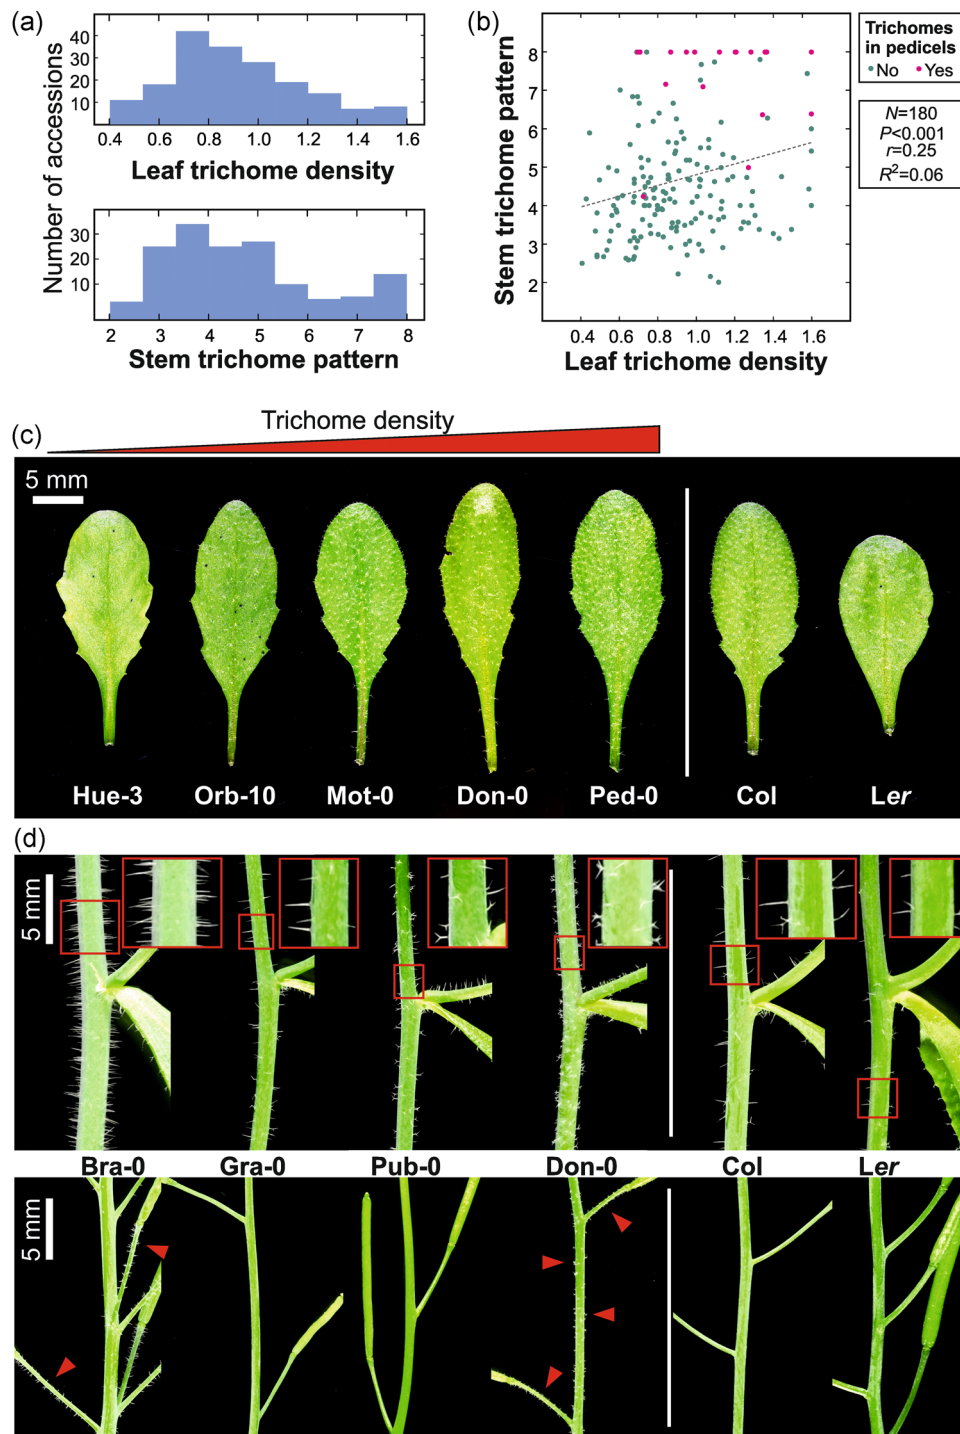 (a)
Number of accessions
40
30
20
10
0.4 0.6 0.8 1.0 1.2 1.4 1.6
Leaf trichome density
30
20
10
2 3 4 5 6 7 8
Stem trichome pattern
(b)
Stem trichome pattern
8
7
6
5
4
3
2
0.4 0.6 0.8 1.0 1.2 1.4 1.6
Leaf trichome density
Trichomes
in pedicels
No Yes
N=180
P<0.001
r=0.25
R²=0.06
(c)
Trichome density
5 mm
Hue-3 Orb-10 Mot-0 Don-0 Ped-0 Col Ler
(d)
5 mm
Bra-0 Gra-0 Pub-0 Don-0 Col Ler
5 mm